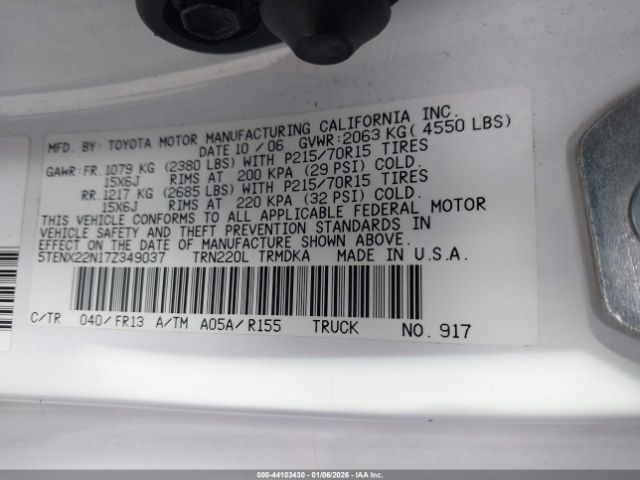 MFD. BY: TOYOTA MOTOR MANUFACTURING CALIFORNIA INC.
DATE 10 / 06 GVWR: 2063 KG( 4550 LBS)
GAWR: FR. 1079 KG (2380 LBS) WITH P215/70R15 TIRES
15X6J RIMS AT 200 KPA (29 PSI) COLD.
RR. 1217 KG (2685 LBS) WITH P215/70R15 TIRES
15X6J RIMS AT 220 KPA (32 PSI) COLD.
THIS VEHICLE CONFORMS TO ALL APPLICABLE FEDERAL MOTOR
VEHICLE SAFETY AND THEFT PREVENTION STANDARDS IN
EFFECT ON THE DATE OF MANUFACTURE SHOWN ABOVE.
5TENX22N17Z349037 TRN220L TRMDKA MADE IN U.S.A.
C/TR 040/FR13 A/TM A05A/R155 TRUCK NO. 917
000-44103430 - 01/06/2026 - IAAI.COM